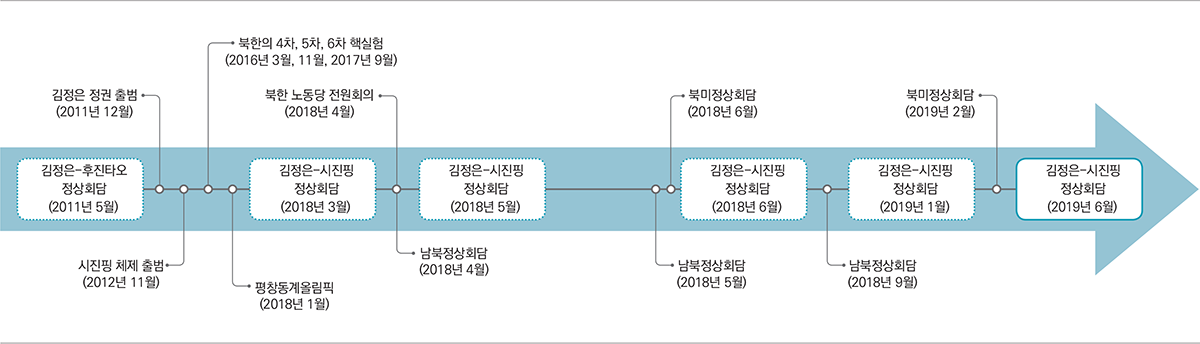 북한의 4차, 5차, 6차 핵실험
(2016년 3월, 11월, 2017년 9월)
김정은 정권 출범
(2011년 12월)
북한 노동당 전원회의
(2018년 4월)
북미정상회담
(2018년 6월)
북미정상회담
(2019년 2월)
김정은-후진타오
정상회담
(2011년 5월)
김정은-시진핑
정상회담
(2018년 3월)
김정은-시진핑
정상회담
(2018년 5월)
김정은-시진핑
정상회담
(2018년 6월)
김정은-시진핑
정상회담
(2019년 1월)
김정은-시진핑
정상회담
(2019년 6월)
시진핑 체제 출범
(2012년 11월)
평창동계올림픽
(2018년 1월)
남북정상회담
(2018년 4월)
남북정상회담
(2018년 5월)
남북정상회담
(2018년 9월)